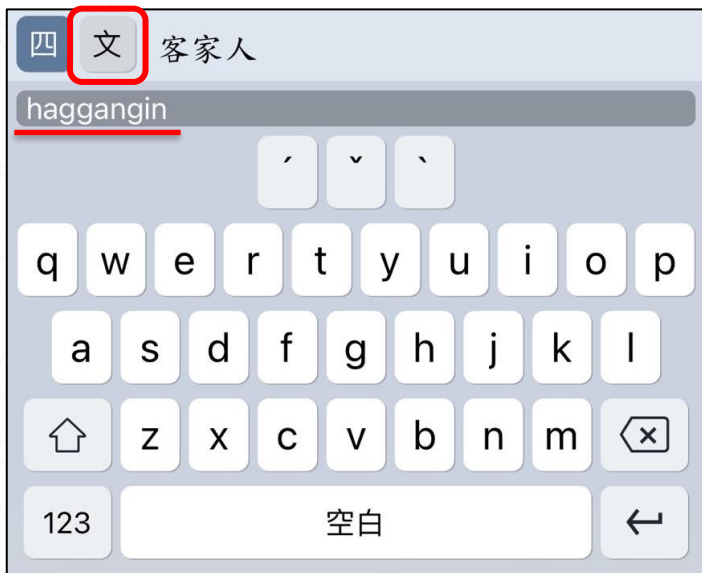 四 文 客家人
haggangin
ˊ ˇ ˋ
q w e r t y u i o p
a s d f g h j k l
z x c v b n m
123 空白